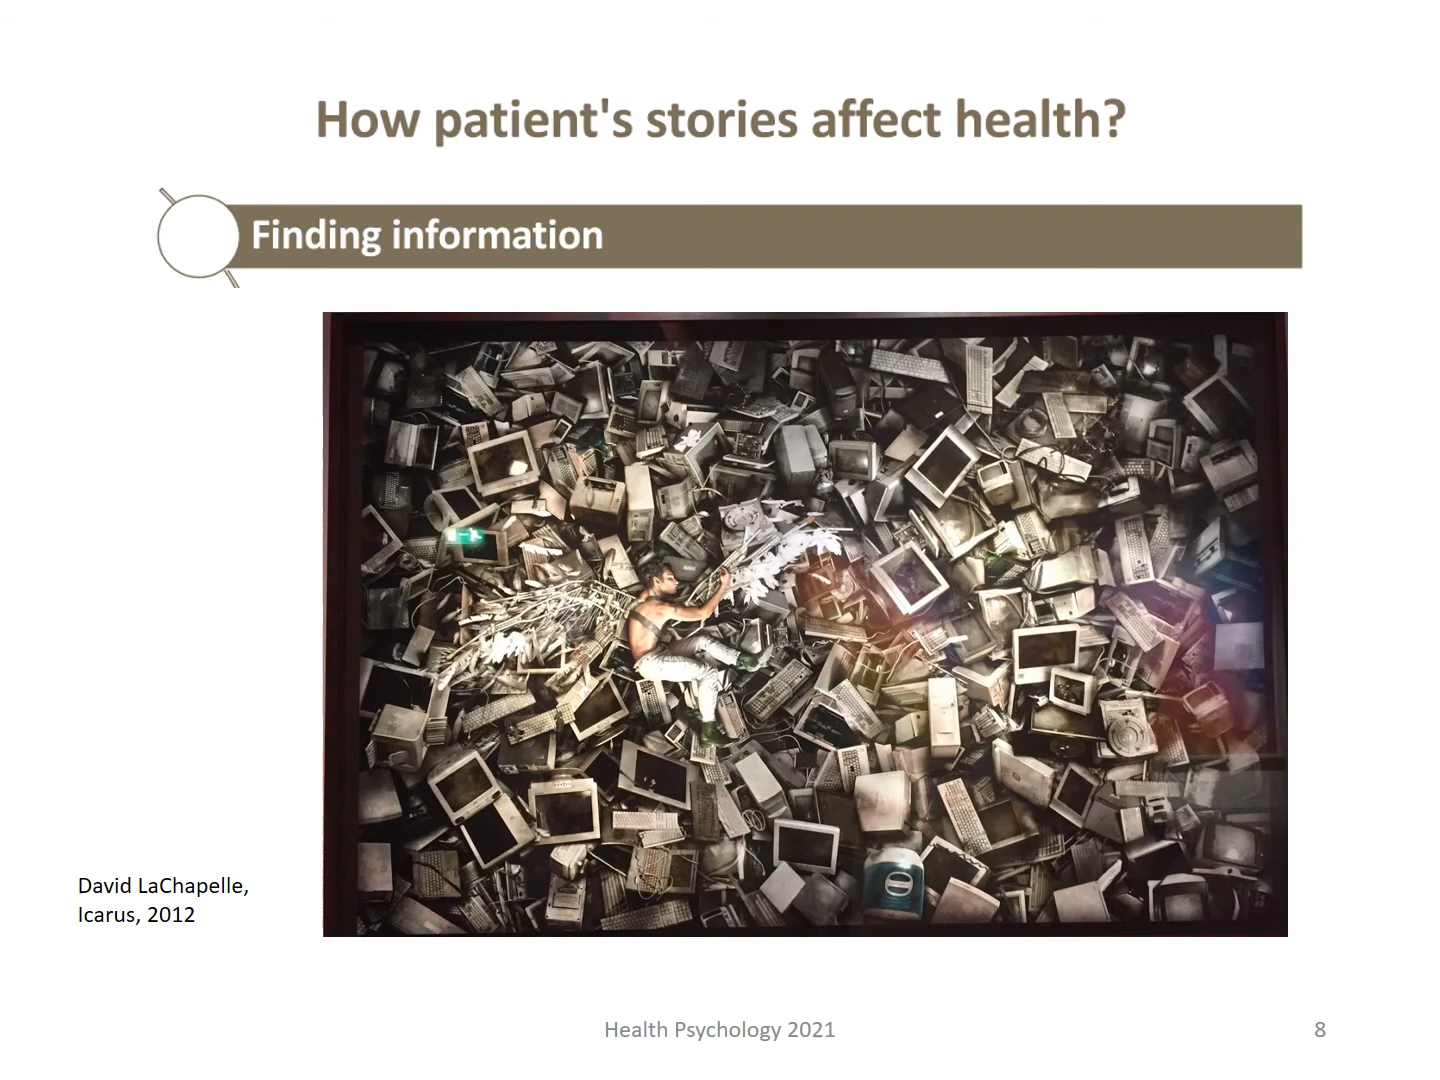 How patient's stories affect health?
Finding information
David LaChapelle,
Icarus, 2012
Health Psychology 2021
8